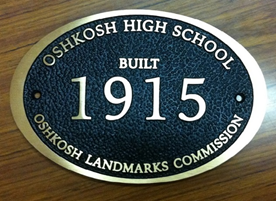 OSHKOSH HIGH SCHOOL
BUILT
1915
OSHKOSH LANDMARKS COMMISSION